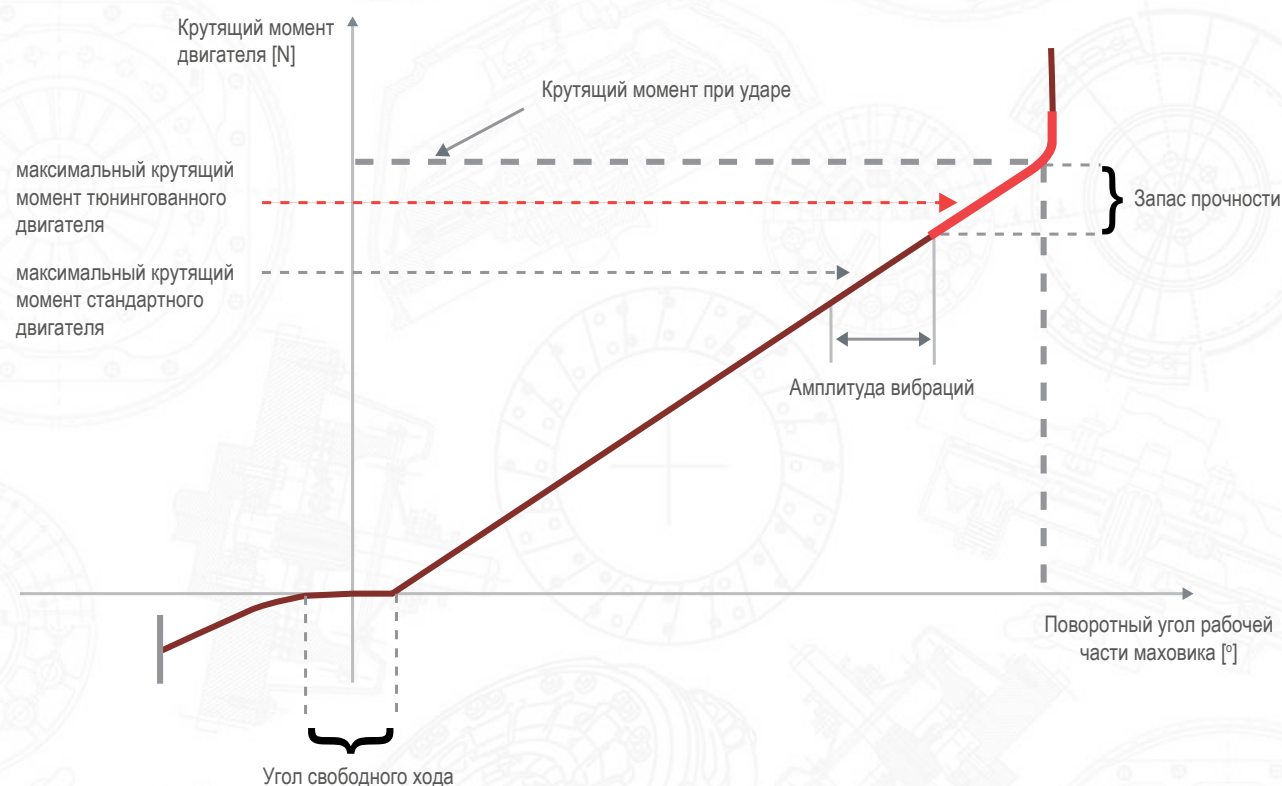 Крутящий момент
двигателя [N]
Крутящий момент при ударе
максимальный крутящий
момент тюнингованного
двигателя
Запас прочности
максимальный крутящий
момент стандартного
двигателя
Амплитуда вибраций
Поворотный угол рабочей
части маховика [°]
Угол свободного хода